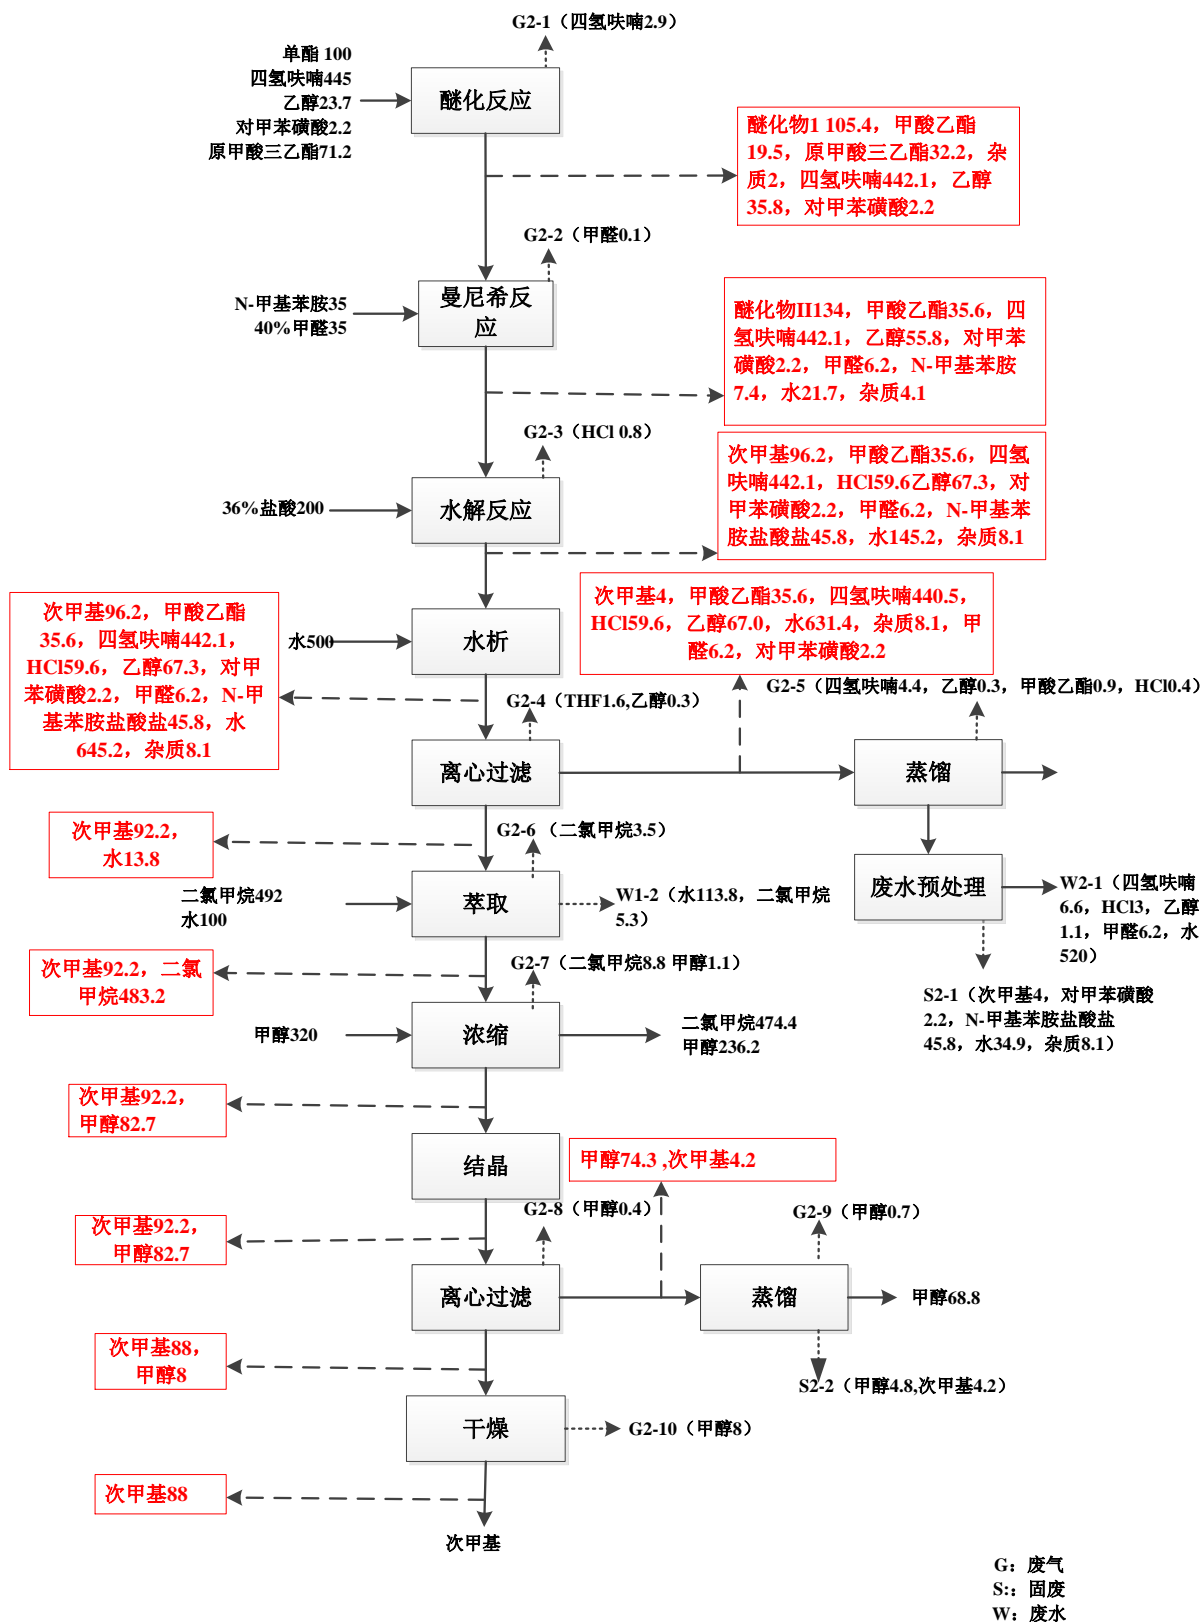 G2-1（四氢呋喃2.9）
单酯 100
四氢呋喃445
乙醇23.7
对甲苯磺酸2.2
原甲酸三乙酯71.2
醚化反应
醚化物1 105.4，甲酸乙酯
19.5，原甲酸三乙酯32.2，杂
质2，四氢呋喃442.1，乙醇
35.8，对甲苯磺酸2.2
G2-2（甲醛0.1）
N-甲基苯胺35
40%甲醛35
曼尼希反
应
醚化物II134，甲酸乙酯35.6，四
氢呋喃442.1，乙醇55.8，对甲苯
磺酸2.2，甲醛6.2，N-甲基苯胺
7.4，水21.7，杂质4.1
G2-3（HCl 0.8）
36%盐酸200
水解反应
次甲基96.2，甲酸乙酯35.6，四氢
呋喃442.1，HCl59.6乙醇67.3，对
甲苯磺酸2.2，甲醛6.2，N-甲基苯
胺盐酸盐45.8，水145.2，杂质8.1
次甲基96.2，甲酸乙酯
35.6，四氢呋喃442.1，
HCl59.6，乙醇67.3，对甲
苯磺酸2.2，甲醛6.2，N-甲
基苯胺盐酸盐45.8，水
645.2，杂质8.1
水500
水析
次甲基4，甲酸乙酯35.6，四氢呋喃440.5，
HCl59.6，乙醇67.0，水631.4，杂质8.1，甲
醛6.2，对甲苯磺酸2.2
G2-4（THF1.6,乙醇0.3）
G2-5（四氢呋喃4.4，乙醇0.3，甲酸乙酯0.9，HCl0.4）
离心过滤
蒸馏
次甲基92.2，
水13.8
G2-6 （二氯甲烷3.5）
二氯甲烷492
水100
萃取
W1-2（水113.8，二氯甲烷
5.3）
废水预处理
W2-1（四氢呋喃
6.6，HCl3，乙醇
1.1，甲醛6.2，水
520）
次甲基92.2，二氯
甲烷483.2
G2-7（二氯甲烷8.8 甲醇1.1）
S2-1（次甲基4，对甲苯磺酸
2.2，N-甲基苯胺盐酸盐
45.8，水34.9，杂质8.1）
甲醇320
浓缩
二氯甲烷474.4
甲醇236.2
次甲基92.2，
甲醇82.7
结晶
甲醇74.3 ,次甲基4.2
次甲基92.2，
甲醇82.7
G2-8（甲醇0.4）
G2-9（甲醇0.7）
离心过滤
蒸馏
甲醇68.8
次甲基88，
甲醇8
S2-2（甲醇4.8,次甲基4.2）
干燥
G2-10（甲醇8）
次甲基88
次甲基
G：废气
S:：固废
W：废水